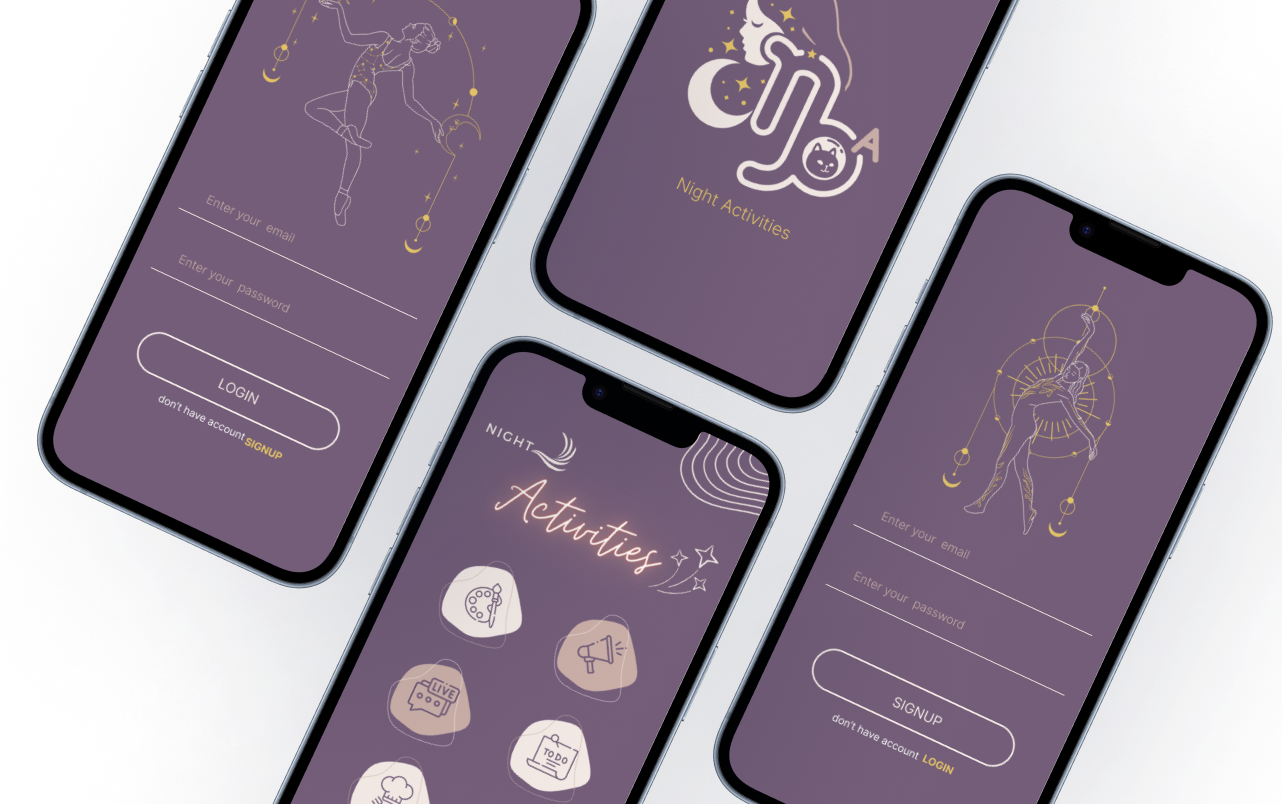 Enter your email
Enter your password
LOGIN
don't have account SIGNUP
A
Night Activities
NIGHT
Activities
LIVE
TO DO
Enter your email
Enter your password
SIGNUP
don't have account LOGIN